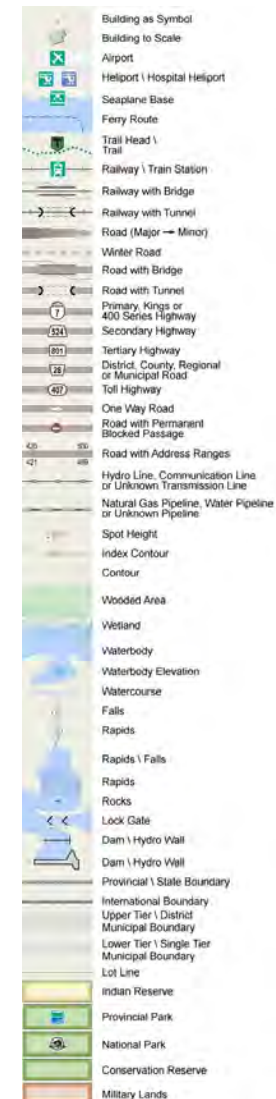 Building as Symbol
Building to Scale
Airport
Heliport \ Hospital Heliport
Seaplane Base
Ferry Route
Trail Head \
Trail
Railway \ Train Station
Railway with Bridge
Railway with Tunnel
Road (Major → Minor)
Winter Road
Road with Bridge
Road with Tunnel
7
Primary, Kings or
400 Series Highway
524
Secondary Highway
801
Tertiary Highway
28
District, County, Regional
or Municipal Road
407
Toll Highway
One Way Road
Road with Permanent
Blocked Passage
Road with Address Ranges
Hydro Line, Communication Line
or Unknown Transmission Line
Natural Gas Pipeline, Water Pipeline
or Unknown Pipeline
Spot Height
Index Contour
Contour
Wooded Area
Wetland
Waterbody
Waterbody Elevation
Watercourse
Falls
Rapids
Rapids \ Falls
Rapids
Rocks
Lock Gate
Dam \ Hydro Wall
Dam \ Hydro Wall
Provincial \ State Boundary
International Boundary
Upper Tier \ District
Municipal Boundary
Lower Tier \ Single Tier
Municipal Boundary
Lot Line
Indian Reserve
Provincial Park
National Park
Conservation Reserve
Military Lands